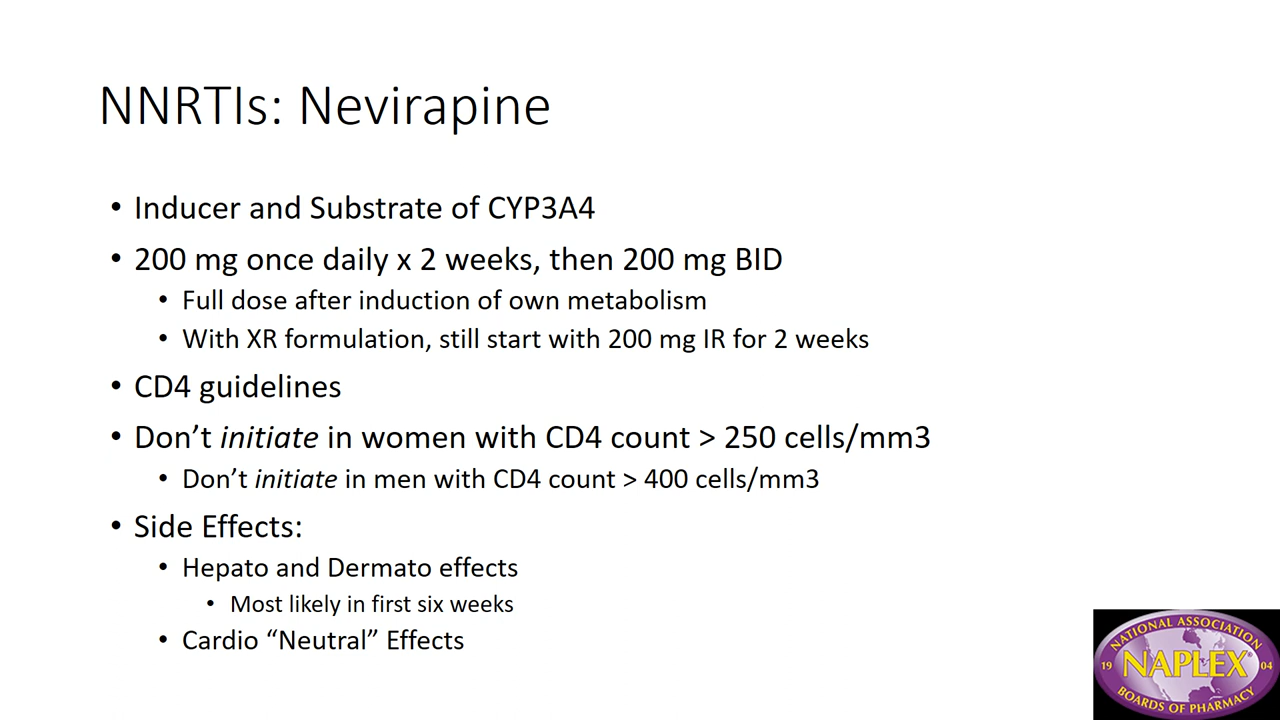 NNRTIs: Nevirapine
• Inducer and Substrate of CYP3A4
• 200 mg once daily x 2 weeks, then 200 mg BID
• Full dose after induction of own metabolism
• With XR formulation, still start with 200 mg IR for 2 weeks
• CD4 guidelines
• Don’t initiate in women with CD4 count > 250 cells/mm3
• Don’t initiate in men with CD4 count > 400 cells/mm3
• Side Effects:
• Hepato and Dermato effects
• Most likely in first six weeks
• Cardio “Neutral” Effects
NATIONAL ASSOCIATION
19 NAPLEX® 04
BOARDS OF PHARMACY